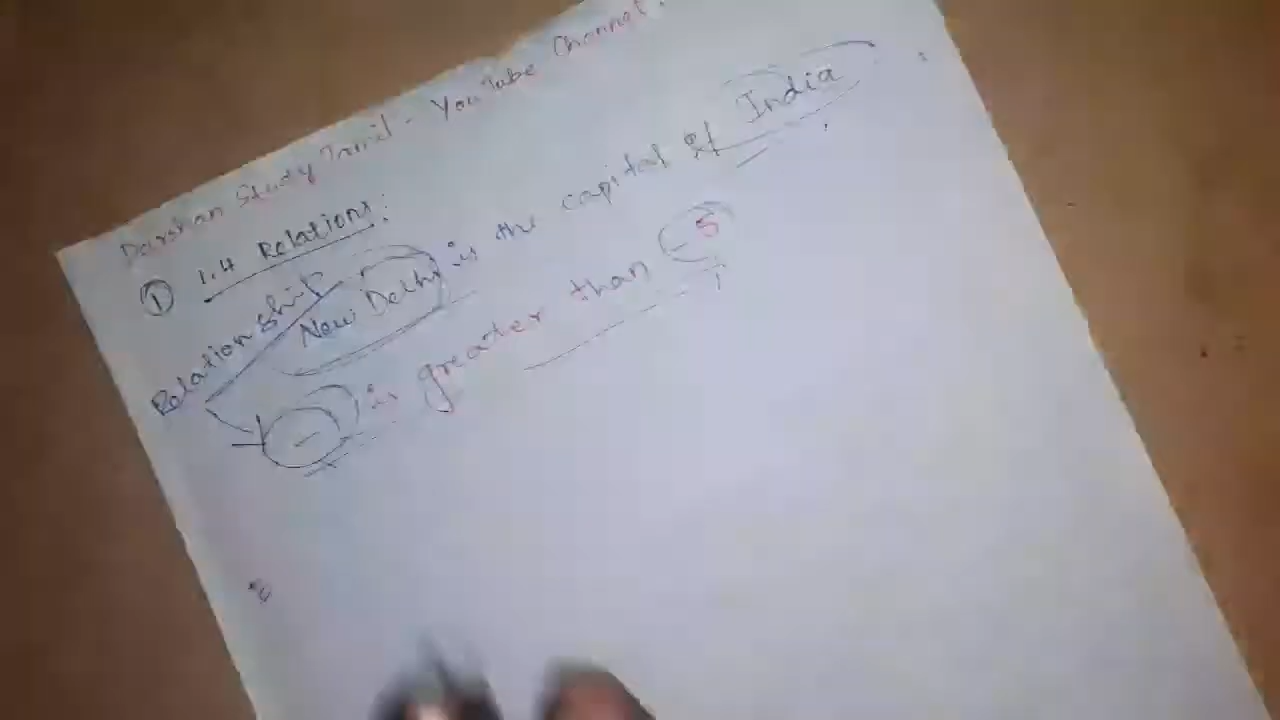 Darshan Study Tamil - YouTube Channel.
① 1.4 Relations:
Relationship
New Delhi is the capital of India
- is greater than -5